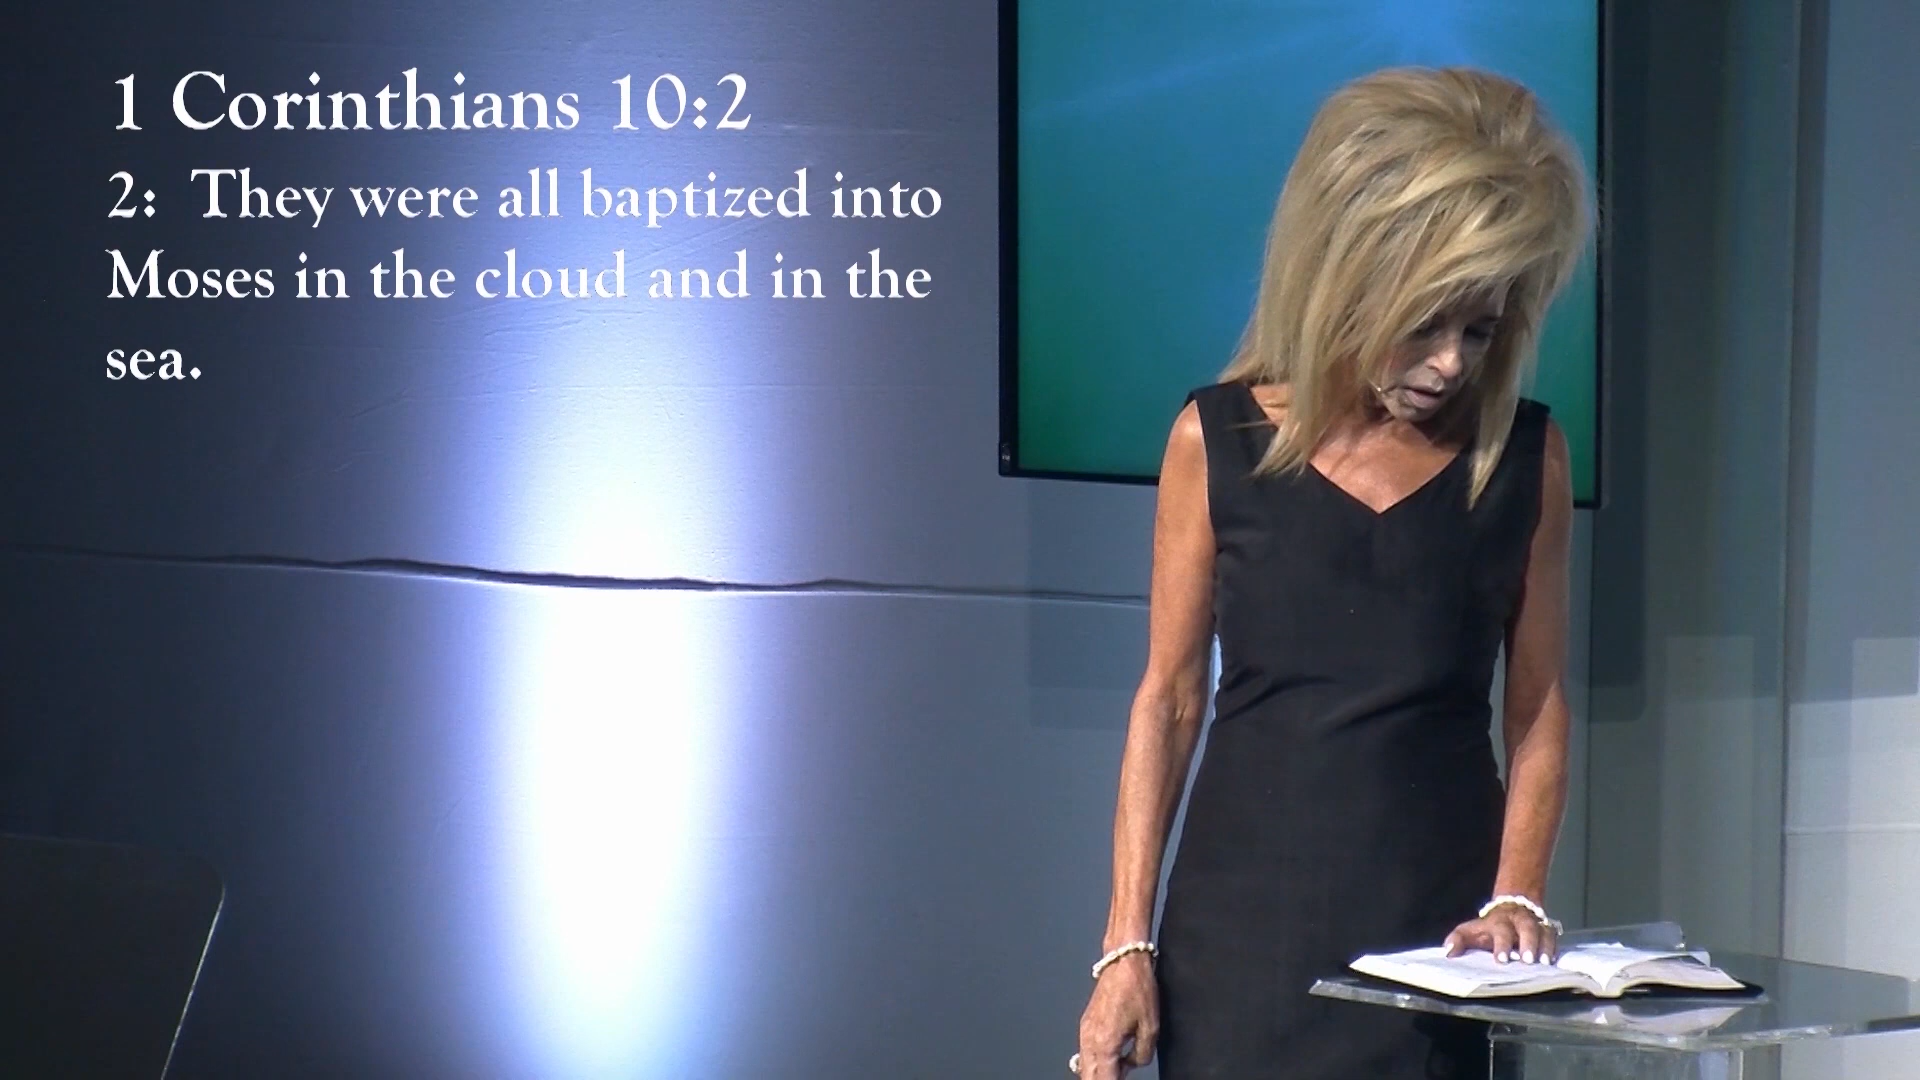 1 Corinthians 10:2
2: They were all baptized into
Moses in the cloud and in the
sea.